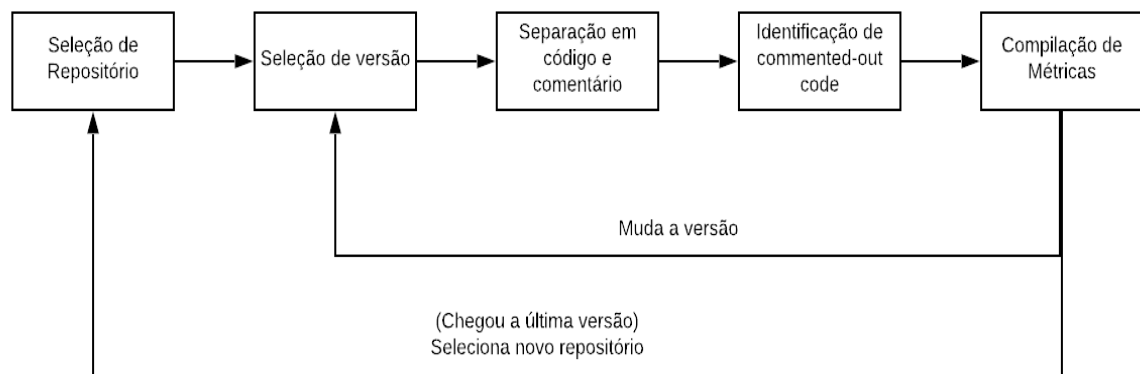 Seleção de
Repositório
Seleção de versão
Separação em
código e
comentário
Identificação de
commented-out
code
Compilação de
Métricas
Muda a versão
(Chegou a última versão)
Seleciona novo repositório